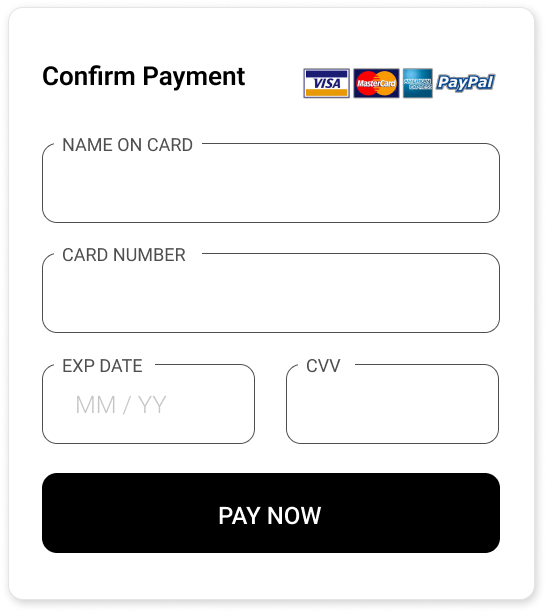 Confirm Payment VISA MasterCard AMERICAN EXPRESS PayPal
NAME ON CARD
CARD NUMBER
EXP DATE CVV
MM / YY
PAY NOW